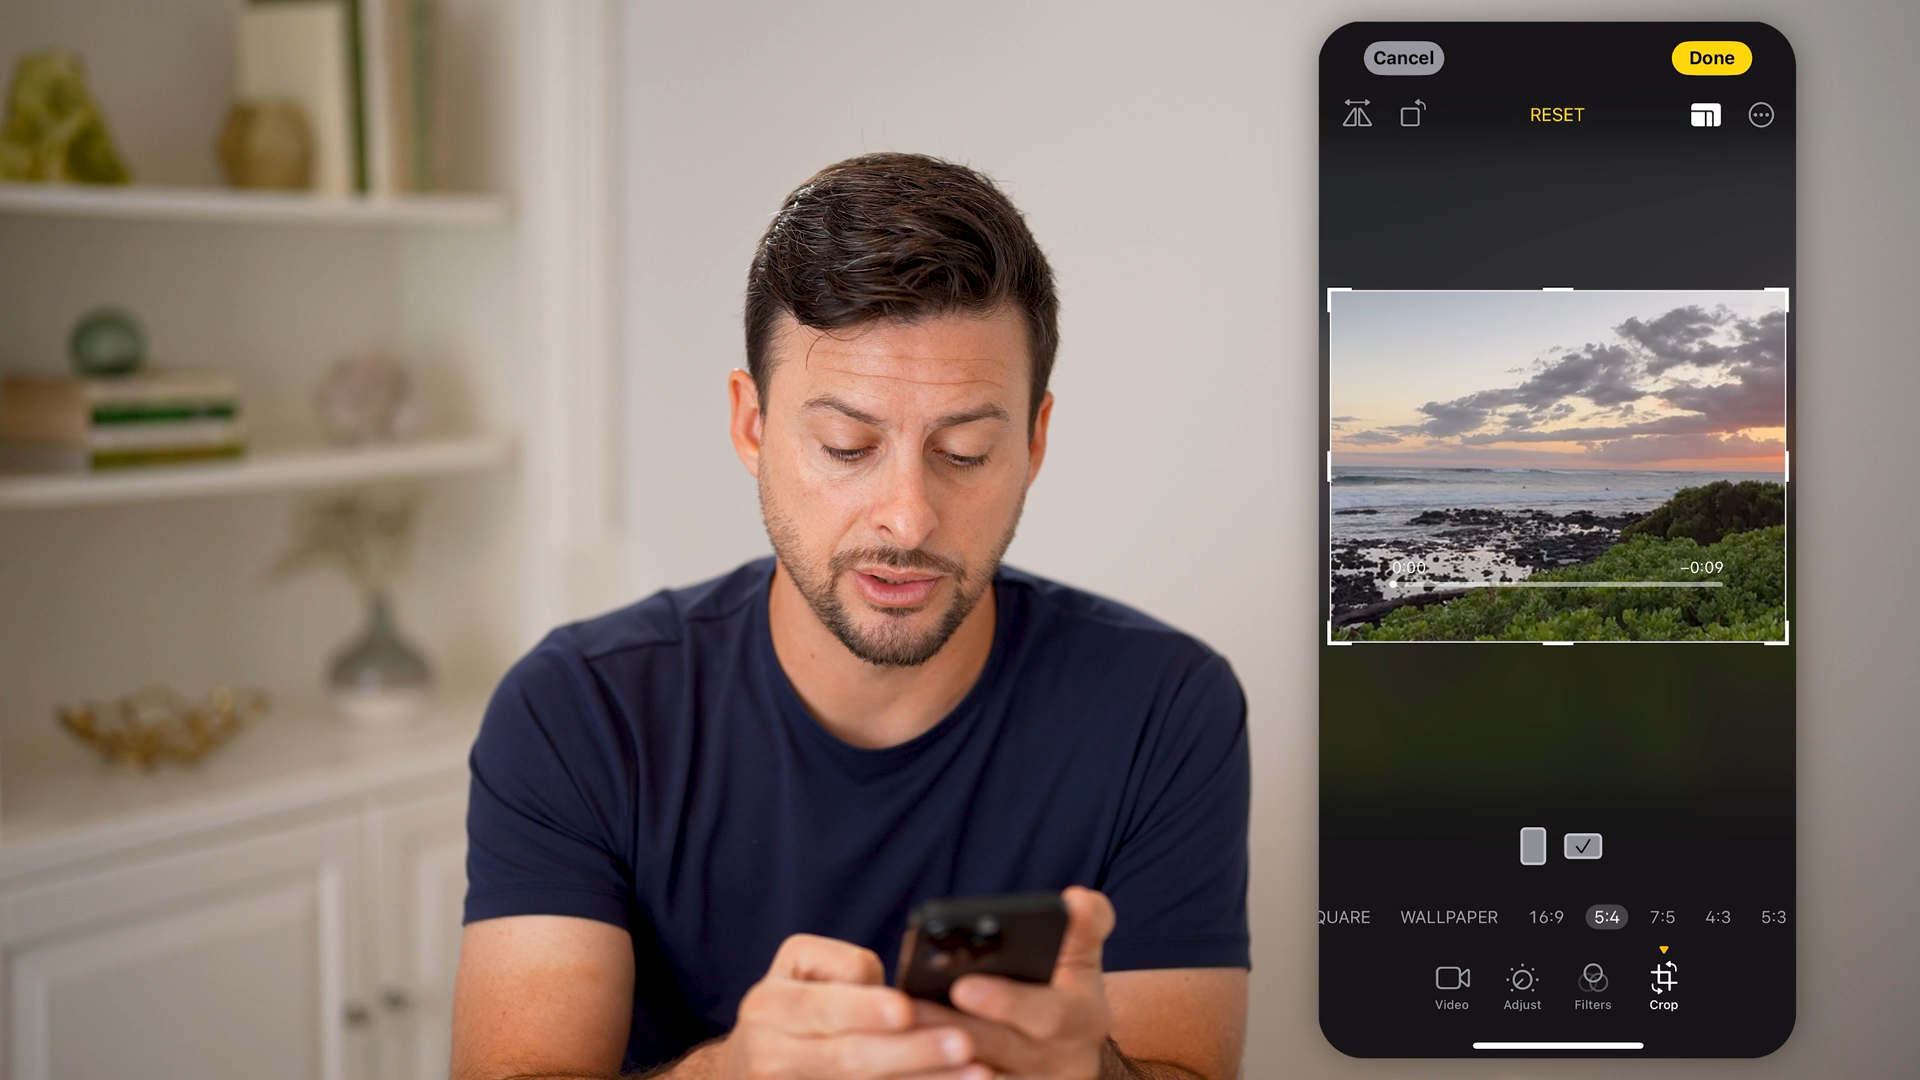 Cancel Done
RESET
0:00 −0:09
QUARE WALLPAPER 16:9 5:4 7:5 4:3 5:3
Video Adjust Filters Crop